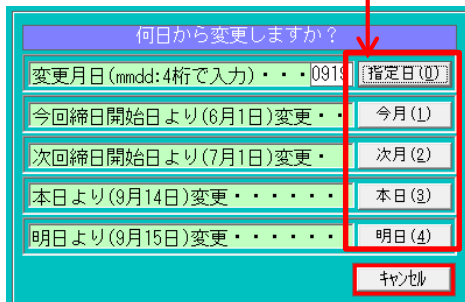 何日から変更しますか？
変更月日(mmdd:4桁で入力)・・・0919 指定日(0)
今回締日開始日より(6月1日)変更・・ 今月(1)
次回締日開始日より(7月1日)変更・ 次月(2)
本日より(9月14日)変更・・・・・・ 本日(3)
明日より(9月15日)変更・・・・・・ 明日(4)
ｷｬﾝｾﾙ